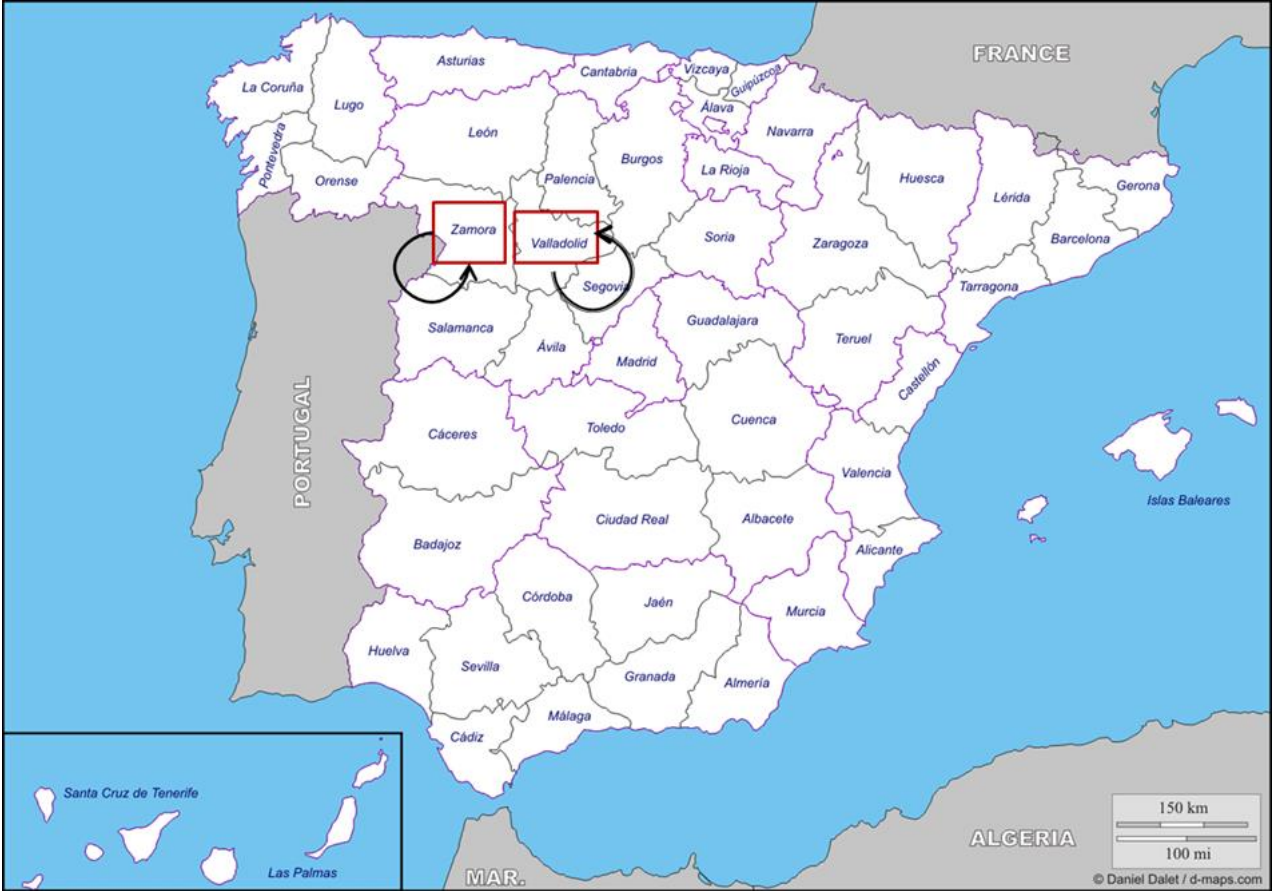 FRANCE
Asturias
Cantabria
Vizcaya
Guipúzcoa
La Coruña
Lugo
León
Álava
Navarra
Pontevedra
Orense
Palencia
Burgos
La Rioja
Huesca
Lérida
Gerona
Zamora
Valladolid
Soria
Zaragoza
Barcelona
Segovia
Tarragona
Salamanca
Ávila
Madrid
Guadalajara
Teruel
Castellón
PORTUGAL
Cáceres
Toledo
Cuenca
Valencia
Islas Baleares
Ciudad Real
Albacete
Badajoz
Alicante
Córdoba
Jaén
Murcia
Huelva
Sevilla
Granada
Almería
Málaga
Cádiz
Santa Cruz de Tenerife
Las Palmas
MAR.
ALGERIA
150 km
100 mi
© Daniel Dalet / d-maps.com